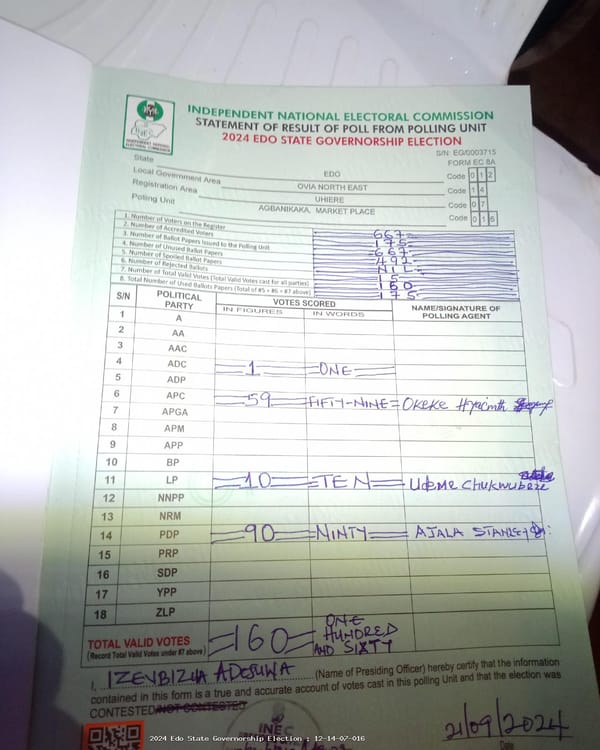 INDEPENDENT NATIONAL ELECTORAL COMMISSION
STATEMENT OF RESULT OF POLL FROM POLLING UNIT
2024 EDO STATE GOVERNORSHIP ELECTION
S/N: EG/0003715
FORM EC 8A
State EDO Code 0 1 2
Local Government Area OVIA NORTH EAST Code 1 4
Registration Area UHIERE Code 0 7
Polling Unit AGBANIKAKA, MARKET PLACE Code 0 1 6
1. Number of Voters on the Register 667
2. Number of Accredited Voters 175
3. Number of Ballot Papers Issued to the Polling Unit 667
4. Number of Unused Ballot Papers 492
5. Number of Spoiled Ballot Papers NIL
6. Number of Rejected Ballots 15
7. Number of Total Valid Votes (Total Valid Votes cast for all parties) 160
8. Total Number of Used Ballots Papers (Total of #5 + #6 + #7 above) 175
S/N POLITICAL PARTY VOTES SCORED NAME/SIGNATURE OF POLLING AGENT
IN FIGURES IN WORDS
1 A
2 AA
3 AAC
4 ADC 1 ONE
5 ADP
6 APC 59 FIFTY-NINE OKEKE Hyacinth
7 APGA
8 APM
9 APP
10 BP
11 LP 10 TEN UDEME CHUKWUBEZE
12 NNPP
13 NRM
14 PDP 90 NINTY AJALA STANLEY
15 PRP
16 SDP
17 YPP
18 ZLP
TOTAL VALID VOTES 160 ONE HUNDRED AND SIXTY
(Record Total Valid Votes under #7 above)
I, IZEVBIZUA ADESUWA (Name of Presiding Officer) hereby certify that the information
contained in this form is a true and accurate account of votes cast in this polling Unit and that the election was
CONTESTED/NOT CONTESTED
INEC
21/09/2024
2024 Edo State Governorship Election : 12-14-07-016